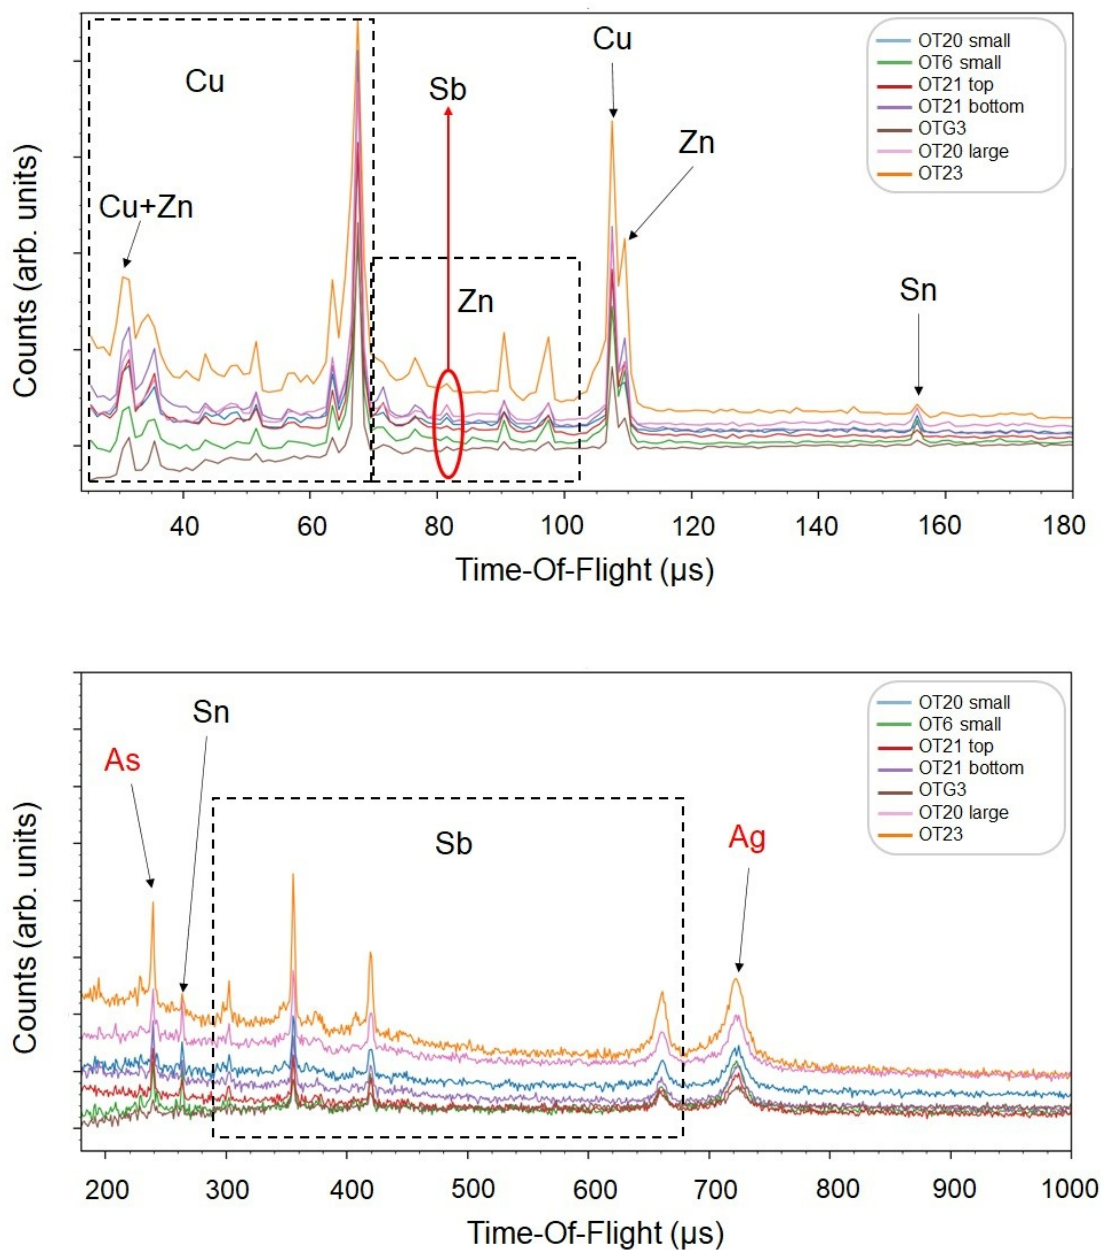 Cu
Sb
Cu
Zn
Cu+Zn
Zn
Sn
OT20 small
OT6 small
OT21 top
OT21 bottom
OTG3
OT20 large
OT23
Counts (arb. units)
40 60 80 100 120 140 160 180
Time-Of-Flight (µs)
Sn
As
Sb
Ag
OT20 small
OT6 small
OT21 top
OT21 bottom
OTG3
OT20 large
OT23
Counts (arb. units)
200 300 400 500 600 700 800 900 1000
Time-Of-Flight (µs)